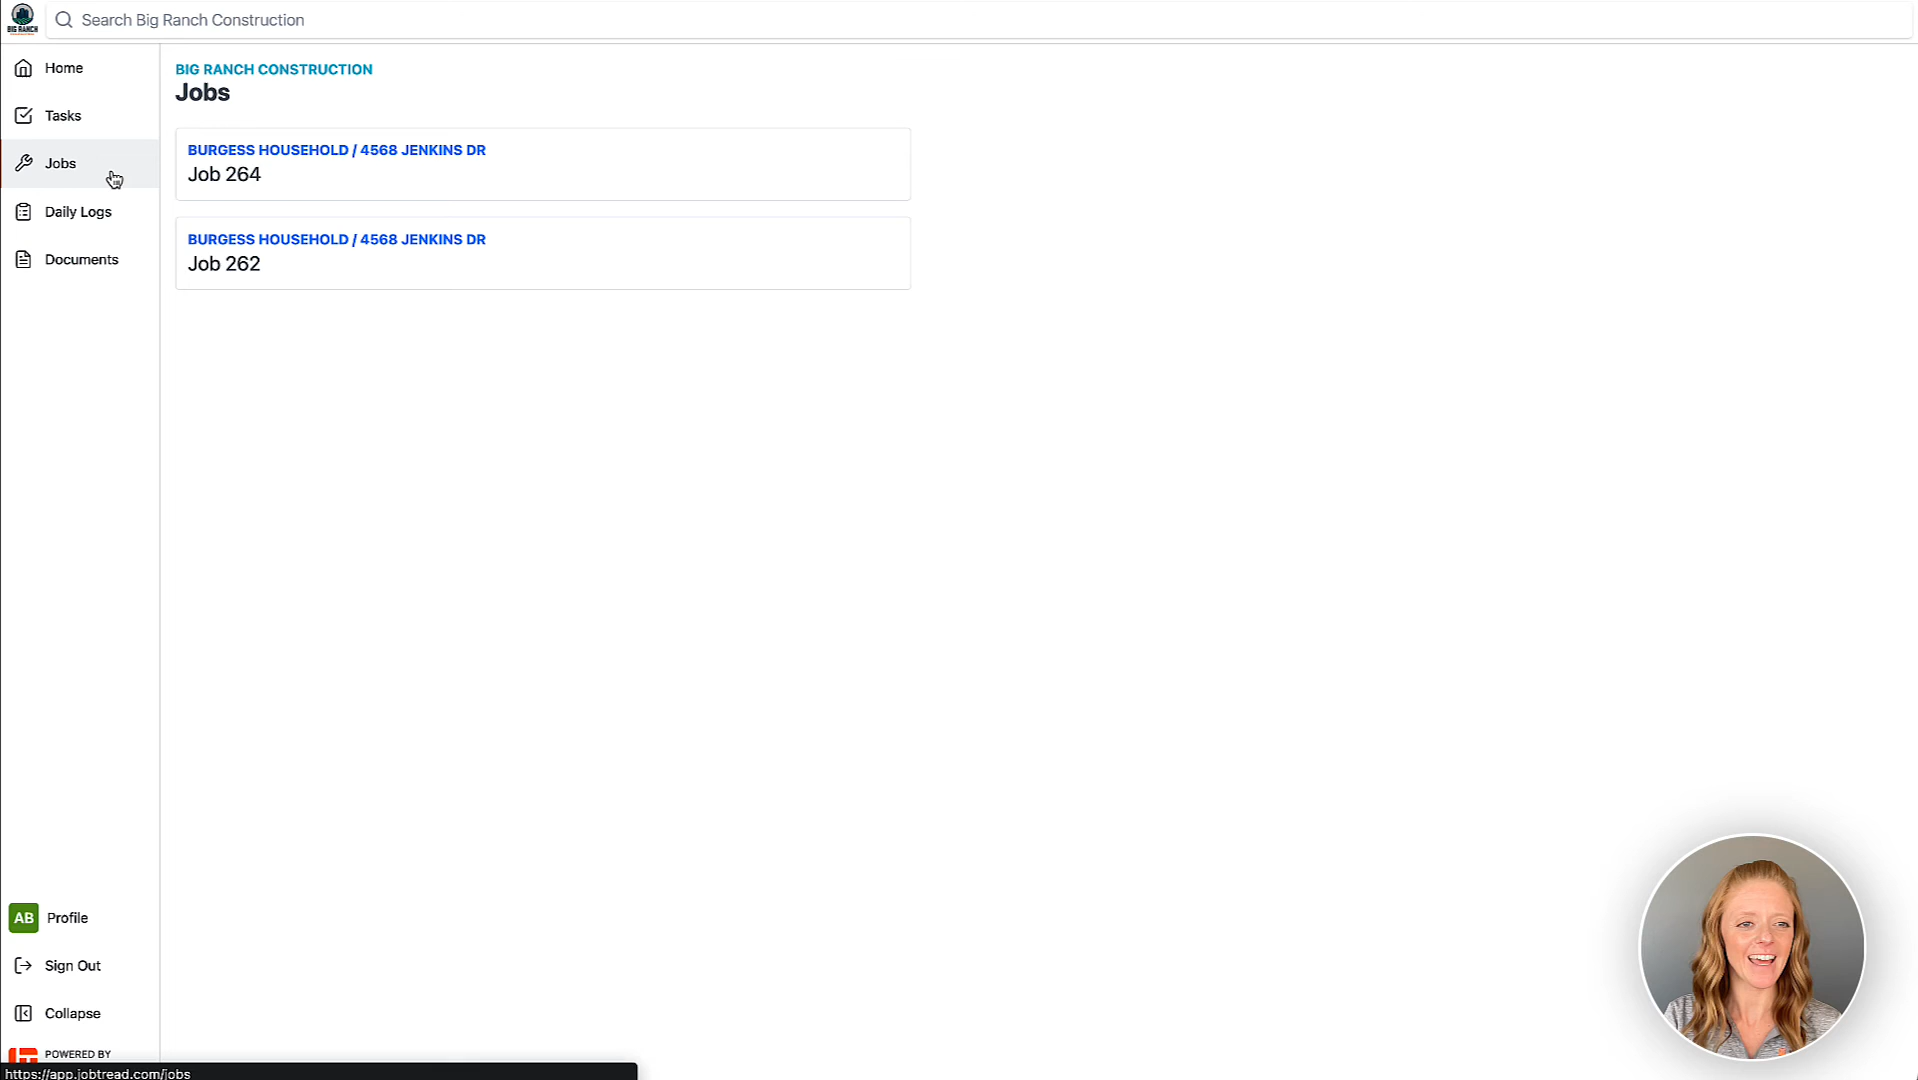 BIG RANCH
Search Big Ranch Construction
Home
Tasks
Jobs
Daily Logs
Documents
BIG RANCH CONSTRUCTION
Jobs
BURGESS HOUSEHOLD / 4568 JENKINS DR
Job 264
BURGESS HOUSEHOLD / 4568 JENKINS DR
Job 262
AB Profile
Sign Out
Collapse
POWERED BY
https://app.jobtread.com/jobs